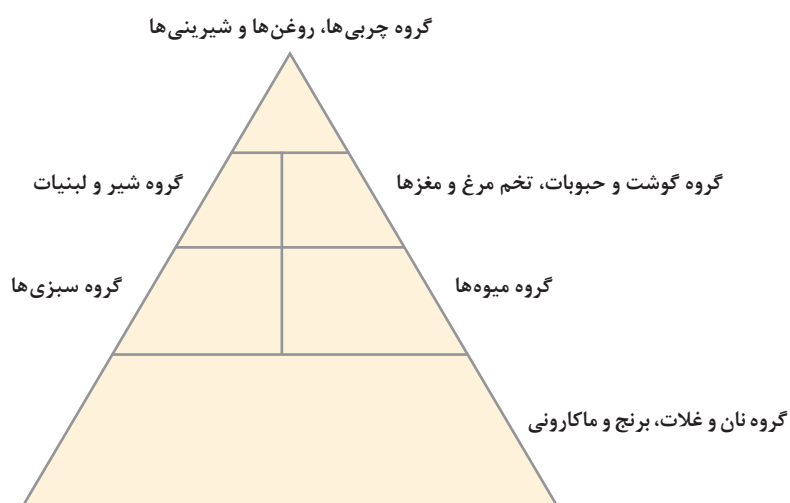 گروه چربی‌ها، روغن‌ها و شیرینی‌ها
گروه گوشت و حبوبات، تخم مرغ و مغزها
گروه شیر و لبنیات
گروه میوه‌ها
گروه سبزی‌ها
گروه نان و غلات، برنج و ماکارونی